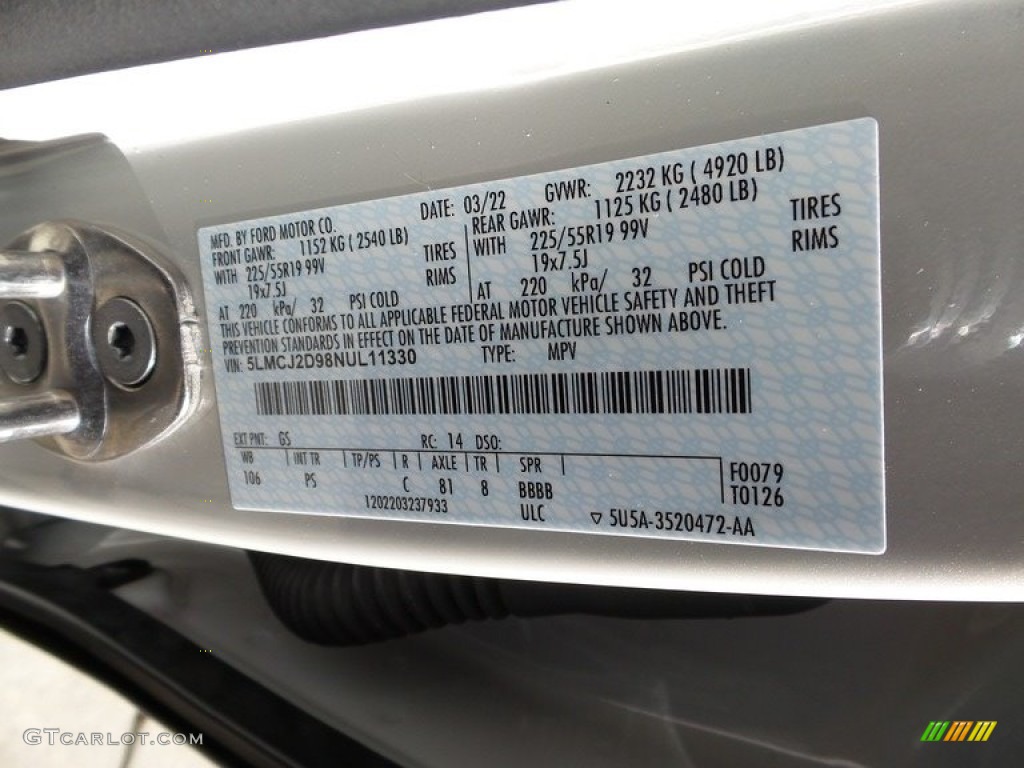 MFD. BY FORD MOTOR CO. DATE: 03/22 GVWR: 2232 KG ( 4920 LB)
FRONT GAWR: 1152 KG ( 2540 LB) REAR GAWR: 1125 KG ( 2480 LB)
WITH 225/55R19 99V TIRES WITH 225/55R19 99V TIRES
19x7.5J RIMS 19x7.5J RIMS
AT 220 kPa/ 32 PSI COLD AT 220 kPa/ 32 PSI COLD
THIS VEHICLE CONFORMS TO ALL APPLICABLE FEDERAL MOTOR VEHICLE SAFETY AND THEFT
PREVENTION STANDARDS IN EFFECT ON THE DATE OF MANUFACTURE SHOWN ABOVE.
VIN: 5LMCJ2D98NUL11330 TYPE: MPV
EXT PNT: GS RC: 14 DSO:
WB INT TR TP/PS R AXLE TR SPR F0079
106 PS C 81 8 BBBB T0126
1202203237933 ULC ▽ 5U5A-3520472-AA
GTCARLOT.COM